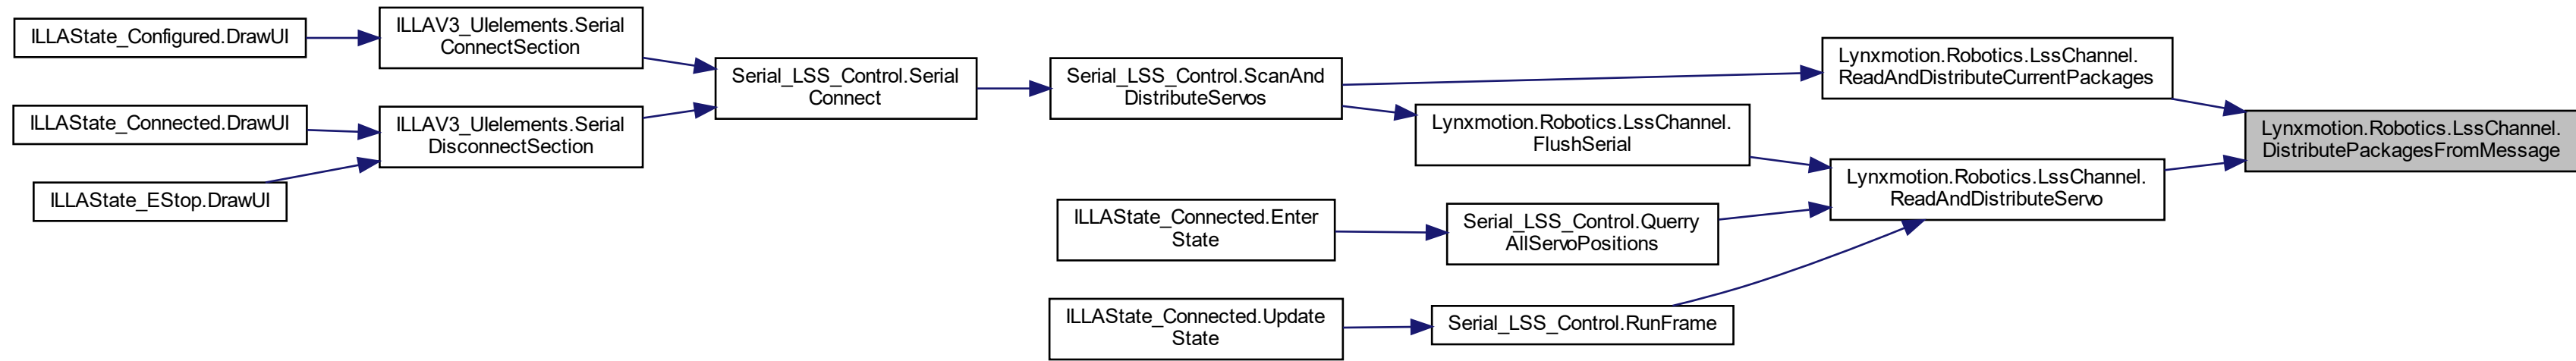 ILLAState_Configured.DrawUI
ILLAV3_UIelements.Serial
ConnectSection
ILLAState_Connected.DrawUI
ILLAV3_UIelements.Serial
DisconnectSection
ILLAState_EStop.DrawUI
Serial_LSS_Control.Serial
Connect
Serial_LSS_Control.ScanAnd
DistributeServos
Lynxmotion.Robotics.LssChannel.
FlushSerial
ILLAState_Connected.Enter
State
Serial_LSS_Control.Querry
AllServoPositions
ILLAState_Connected.Update
State
Serial_LSS_Control.RunFrame
Lynxmotion.Robotics.LssChannel.
ReadAndDistributeCurrentPackages
Lynxmotion.Robotics.LssChannel.
ReadAndDistributeServo
Lynxmotion.Robotics.LssChannel.
DistributePackagesFromMessage